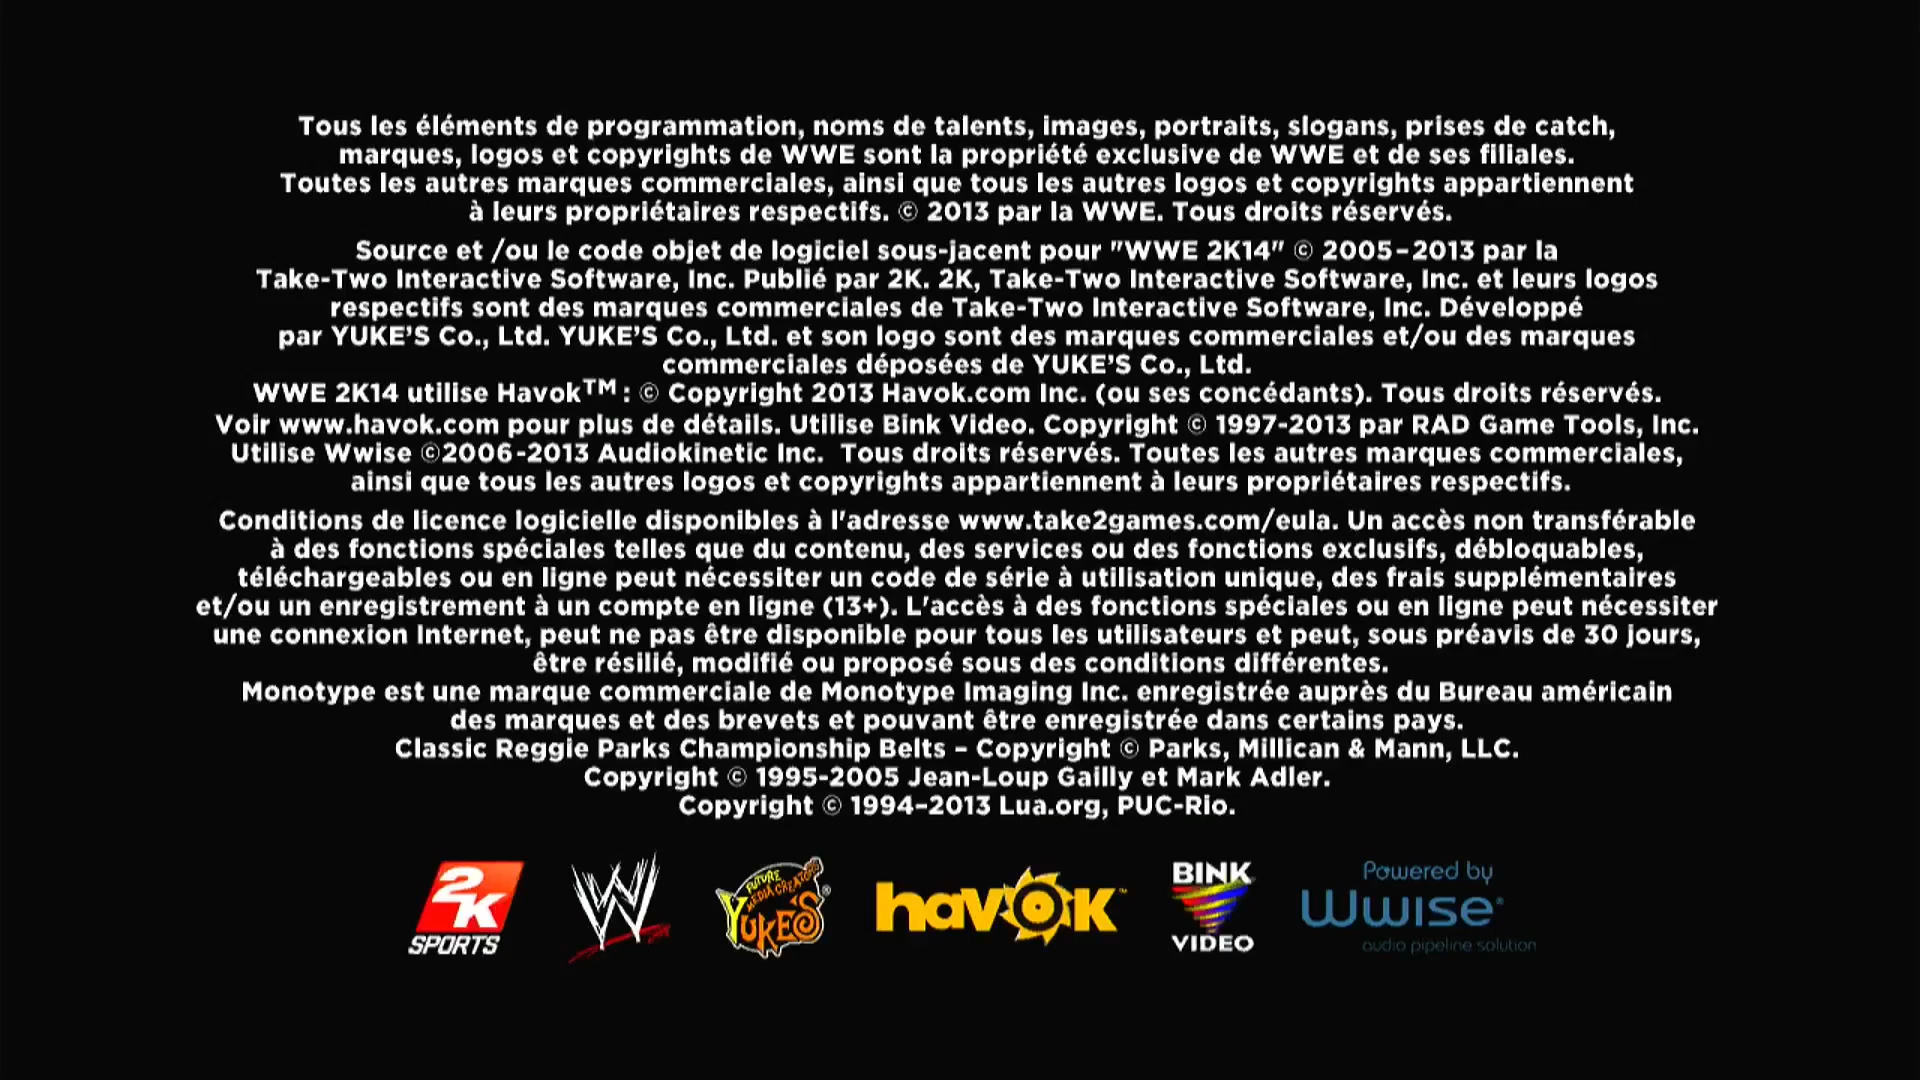 Tous les éléments de programmation, noms de talents, images, portraits, slogans, prises de catch,
marques, logos et copyrights de WWE sont la propriété exclusive de WWE et de ses filiales.
Toutes les autres marques commerciales, ainsi que tous les autres logos et copyrights appartiennent
à leurs propriétaires respectifs. © 2013 par la WWE. Tous droits réservés.
Source et /ou le code objet de logiciel sous-jacent pour "WWE 2K14" © 2005-2013 par la
Take-Two Interactive Software, Inc. Publié par 2K. 2K, Take-Two Interactive Software, Inc. et leurs logos
respectifs sont des marques commerciales de Take-Two Interactive Software, Inc. Développé
par YUKE'S Co., Ltd. YUKE'S Co., Ltd. et son logo sont des marques commerciales et/ou des marques
commerciales déposées de YUKE'S Co., Ltd.
WWE 2K14 utilise Havok™ : © Copyright 2013 Havok.com Inc. (ou ses concédants). Tous droits réservés.
Voir www.havok.com pour plus de détails. Utilise Bink Video. Copyright © 1997-2013 par RAD Game Tools, Inc.
Utilise Wwise ©2006-2013 Audiokinetic Inc.  Tous droits réservés. Toutes les autres marques commerciales,
ainsi que tous les autres logos et copyrights appartiennent à leurs propriétaires respectifs.
Conditions de licence logicielle disponibles à l'adresse www.take2games.com/eula. Un accès non transférable
à des fonctions spéciales telles que du contenu, des services ou des fonctions exclusifs, débloquables,
téléchargeables ou en ligne peut nécessiter un code de série à utilisation unique, des frais supplémentaires
et/ou un enregistrement à un compte en ligne (13+). L'accès à des fonctions spéciales ou en ligne peut nécessiter
une connexion Internet, peut ne pas être disponible pour tous les utilisateurs et peut, sous préavis de 30 jours,
être résilié, modifié ou proposé sous des conditions différentes.
Monotype est une marque commerciale de Monotype Imaging Inc. enregistrée auprès du Bureau américain
des marques et des brevets et pouvant être enregistrée dans certains pays.
Classic Reggie Parks Championship Belts – Copyright © Parks, Millican & Mann, LLC.
Copyright © 1995-2005 Jean-Loup Gailly et Mark Adler.
Copyright © 1994–2013 Lua.org, PUC-Rio.
2K SPORTS
W
FUTURE MEDIA CREATORS YUKE'S ®
havok™
BINK VIDEO
Powered by
wwise®
audio pipeline solution